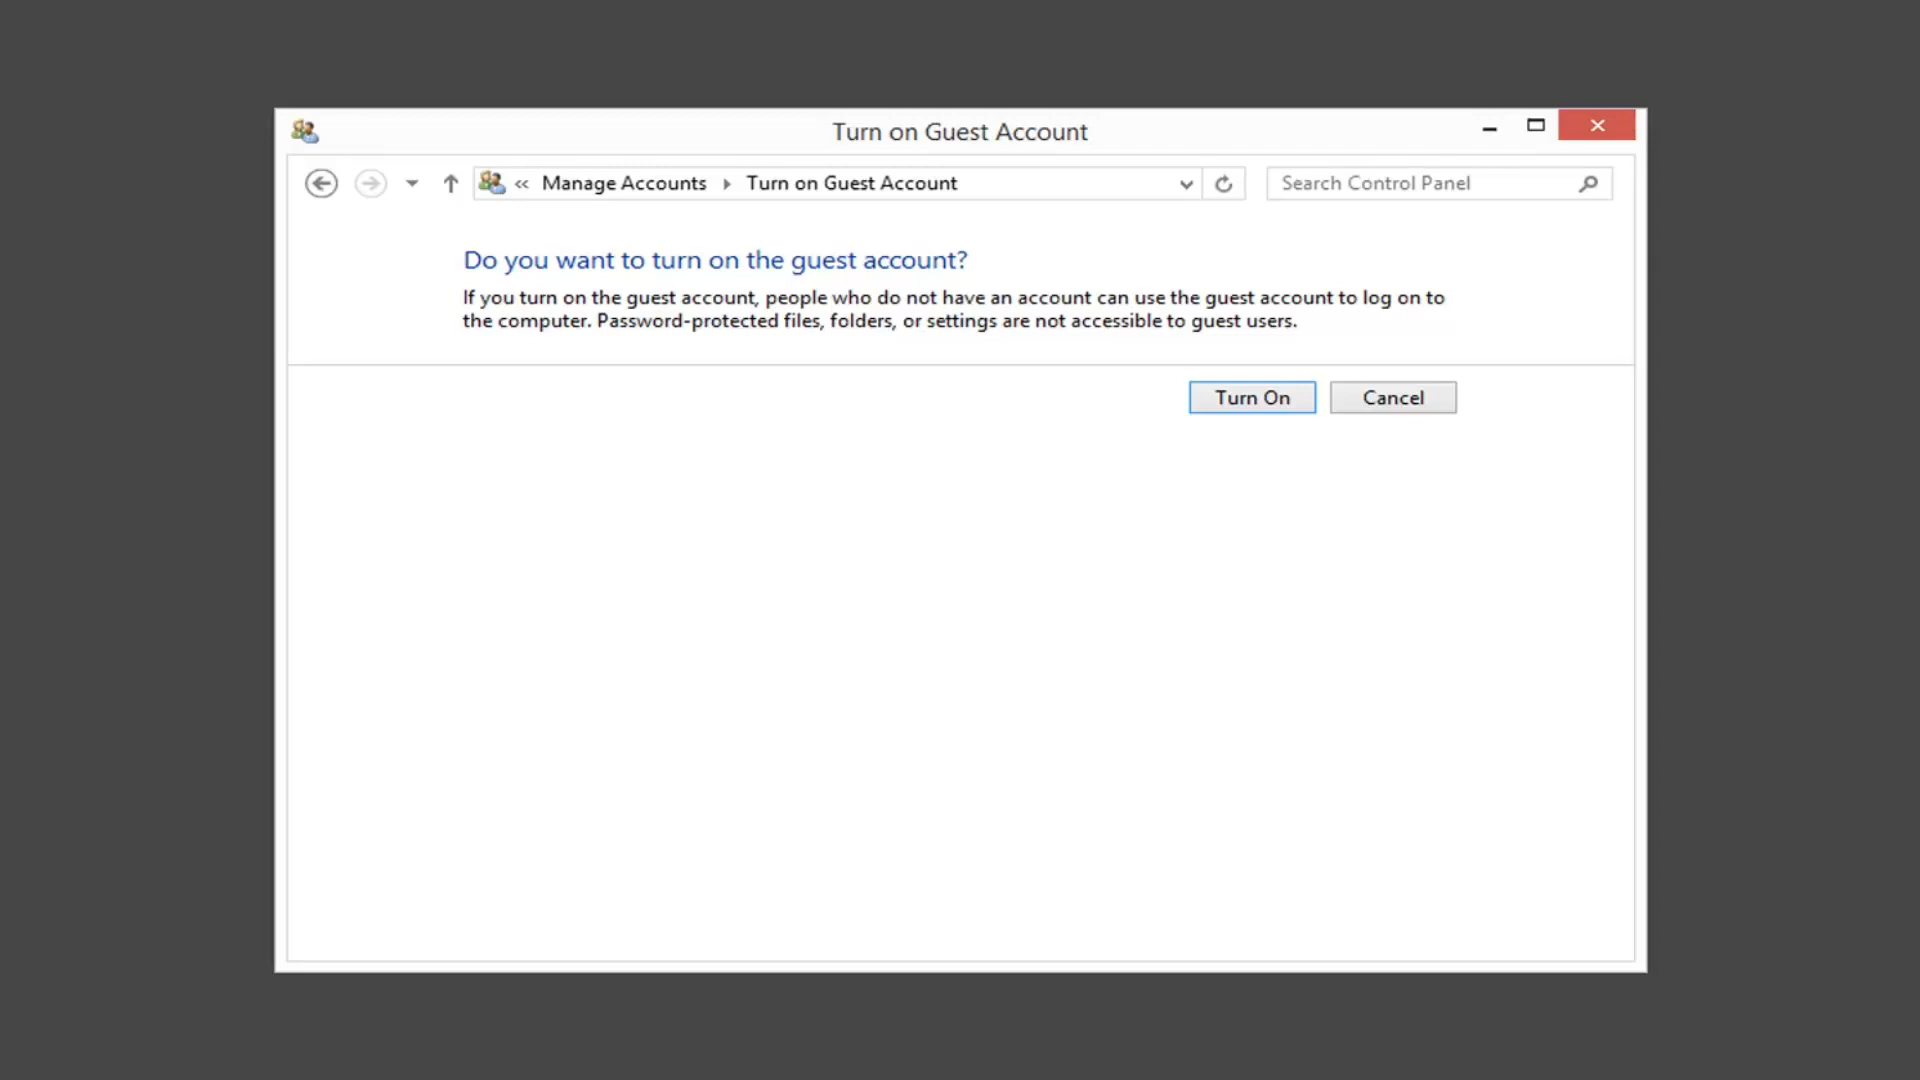 Turn on Guest Account
« Manage Accounts Turn on Guest Account Search Control Panel
Do you want to turn on the guest account?
If you turn on the guest account, people who do not have an account can use the guest account to log on to
the computer. Password-protected files, folders, or settings are not accessible to guest users.
Turn On Cancel